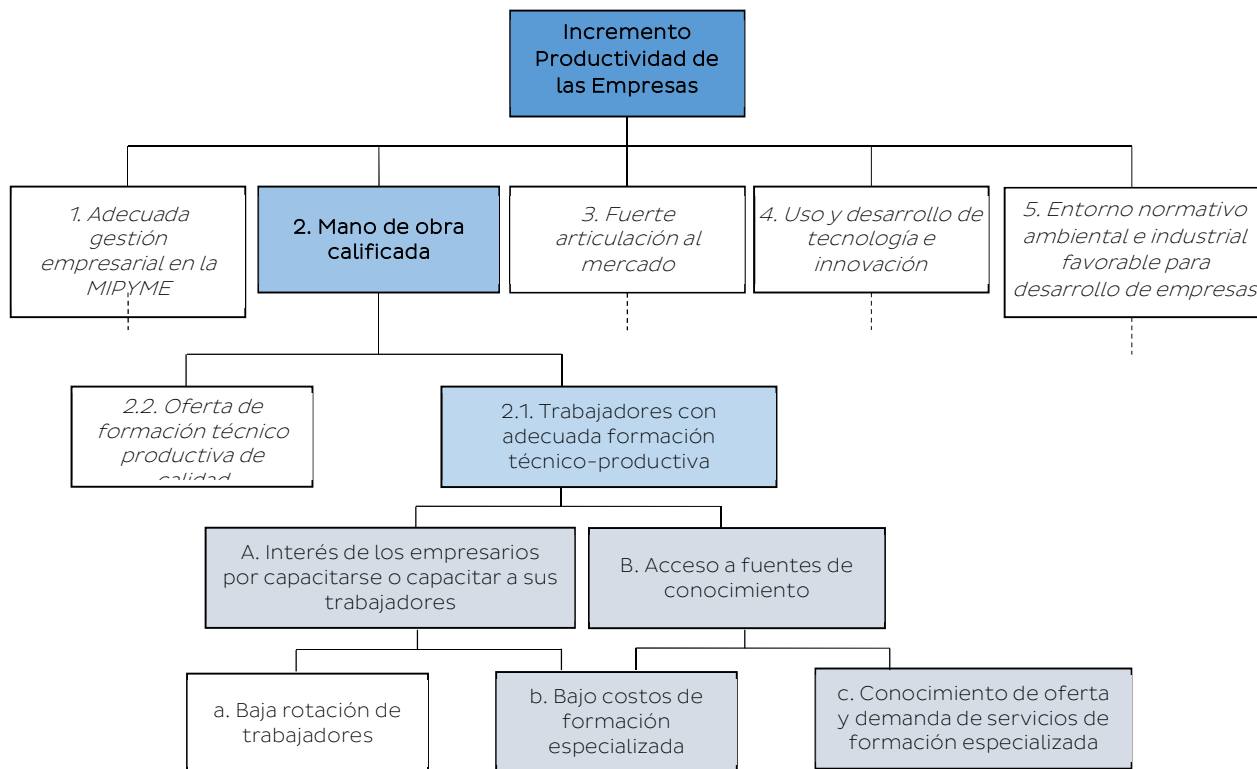 Incremento
Productividad de
las Empresas
1. Adecuada
gestión
empresarial en la
MIPYME
2. Mano de obra
calificada
3. Fuerte
articulación al
mercado
4. Uso y desarrollo de
tecnología e
innovación
5. Entorno normativo
ambiental e industrial
favorable para
desarrollo de empresas
2.2. Oferta de
formación técnico
productiva de
calidad
2.1. Trabajadores con
adecuada formación
técnico-productiva
A. Interés de los empresarios
por capacitarse o capacitar a sus
trabajadores
B. Acceso a fuentes de
conocimiento
a. Baja rotación de
trabajadores
b. Bajo costos de
formación
especializada
c. Conocimiento de oferta
y demanda de servicios de
formación especializada